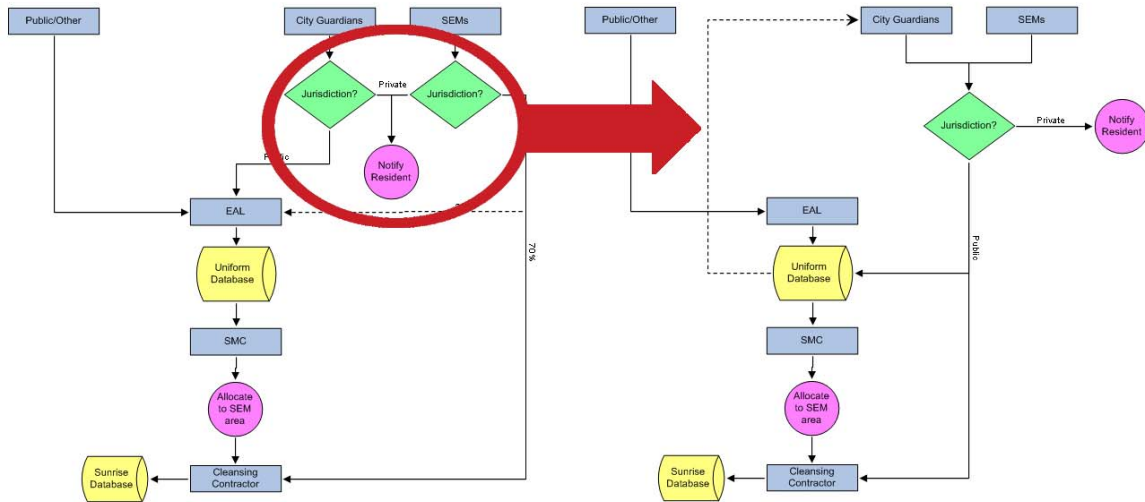 Public/Other
City Guardians
SEMs
Jurisdiction?
Private
Jurisdiction?
Public
Notify
Resident
EAL
70%
Uniform
Database
SMC
Allocate
to SEM
area
Sunrise
Database
Cleansing
Contractor
Public/Other
City Guardians
SEMs
Jurisdiction?
Private
Notify
Resident
EAL
Public
Uniform
Database
SMC
Allocate
to SEM
area
Sunrise
Database
Cleansing
Contractor